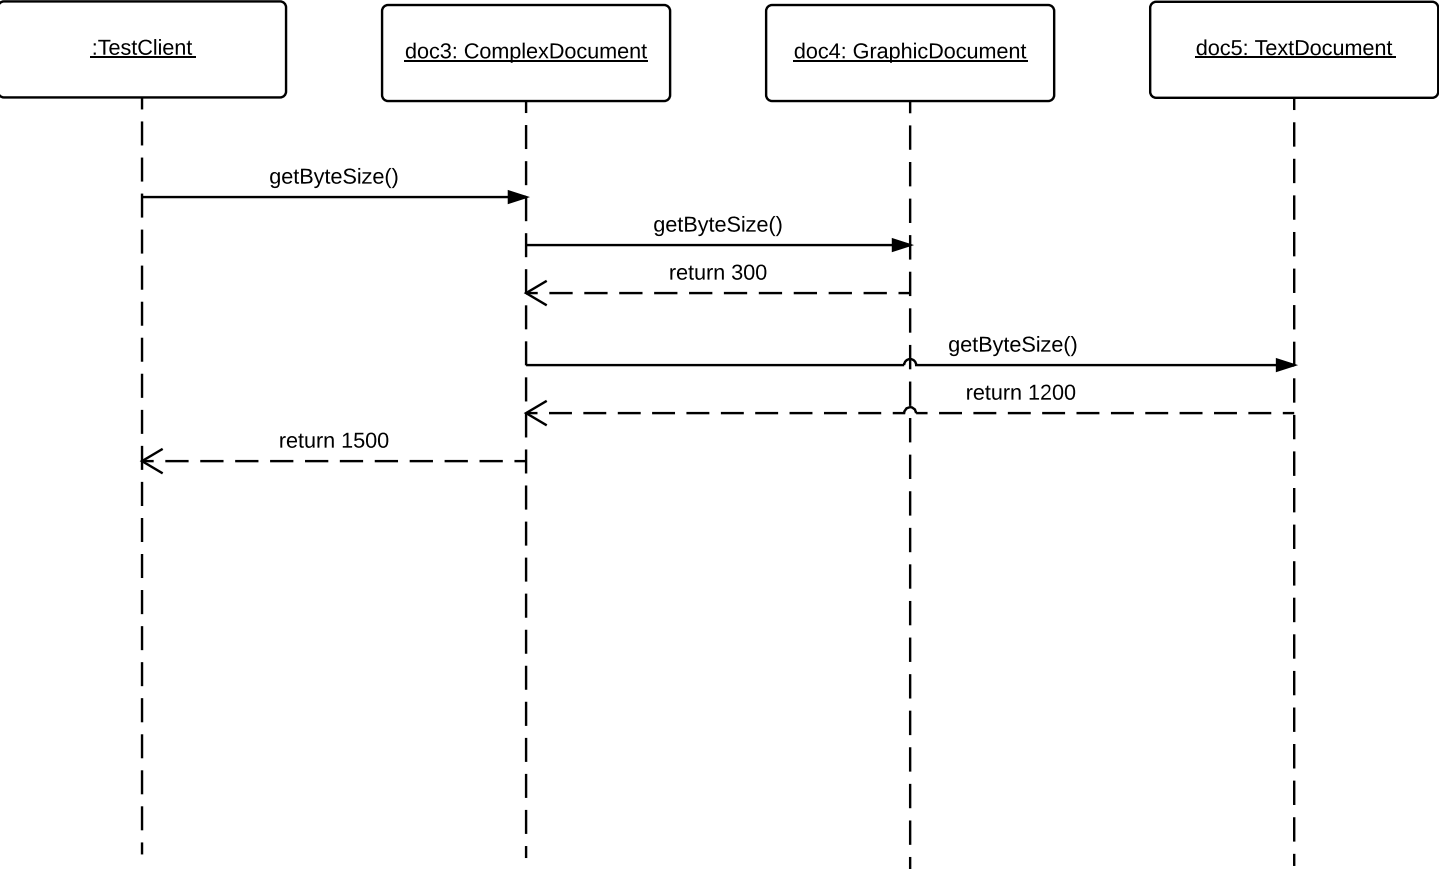 :TestClient
doc3: ComplexDocument
doc4: GraphicDocument
doc5: TextDocument
getByteSize()
getByteSize()
return 300
getByteSize()
return 1200
return 1500